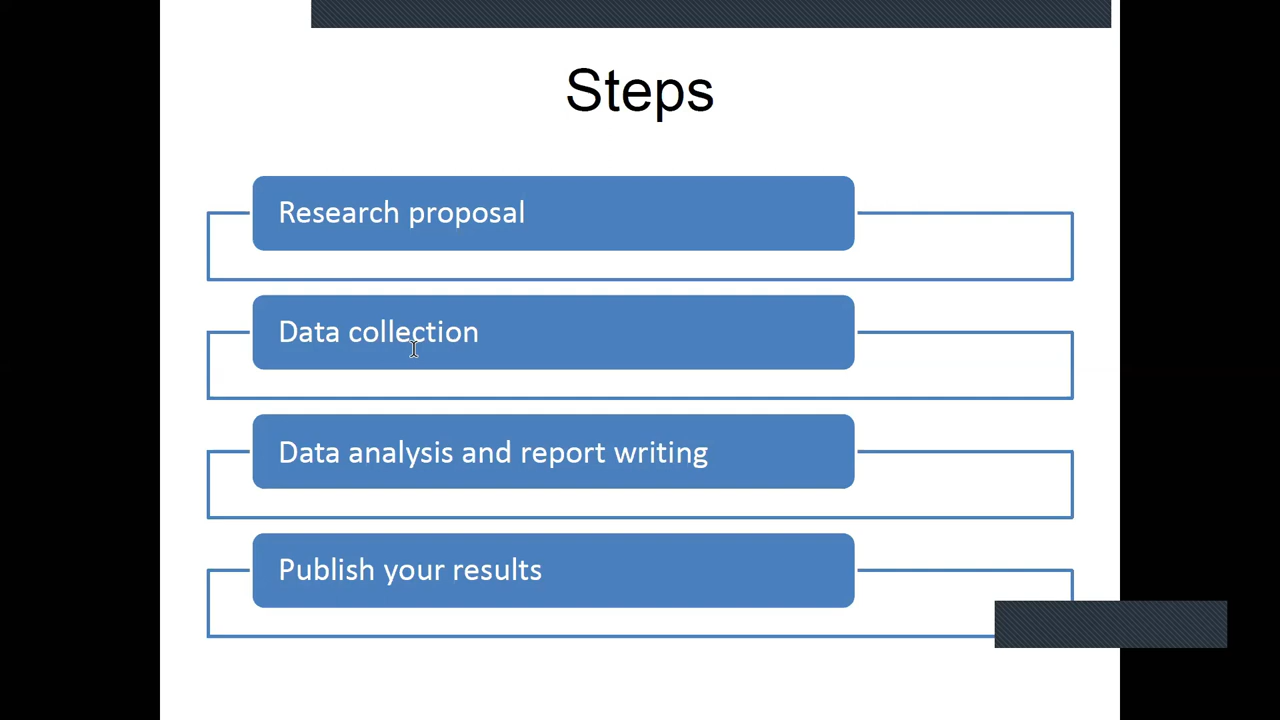 Steps
Research proposal
Data collection
Data analysis and report writing
Publish your results